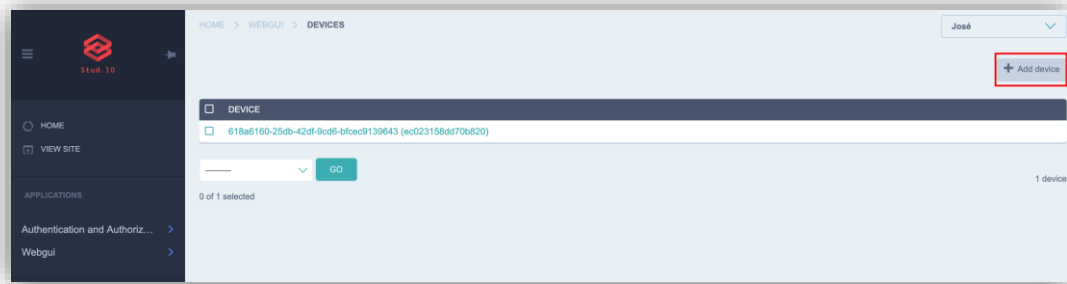 HOME > WEBGUI > DEVICES
José
Stud.IO
+ Add device
DEVICE
618a6160-25db-42df-9cd6-bfcec9139643 (ec023158dd70b820)
HOME
VIEW SITE
---------
GO
1 device
0 of 1 selected
APPLICATIONS
Authentication and Authoriz...
Webgui